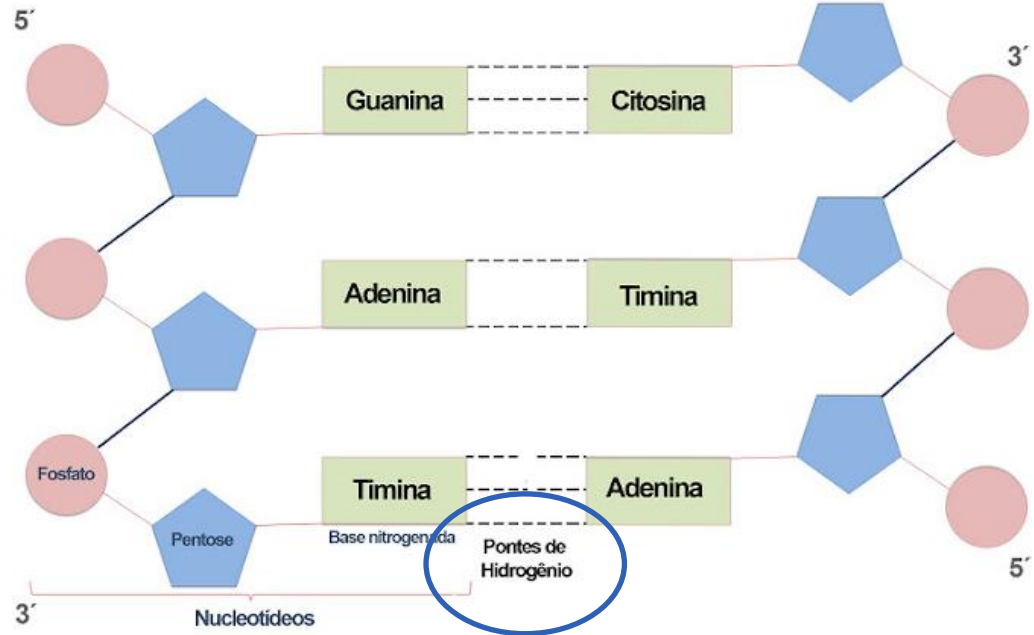 5´
3´
Guanina
Citosina
Adenina
Timina
Fosfato
Timina
Adenina
Pentose
Base nitrogenada
Pontes de
Hidrogênio
5´
3´
Nucleotídeos